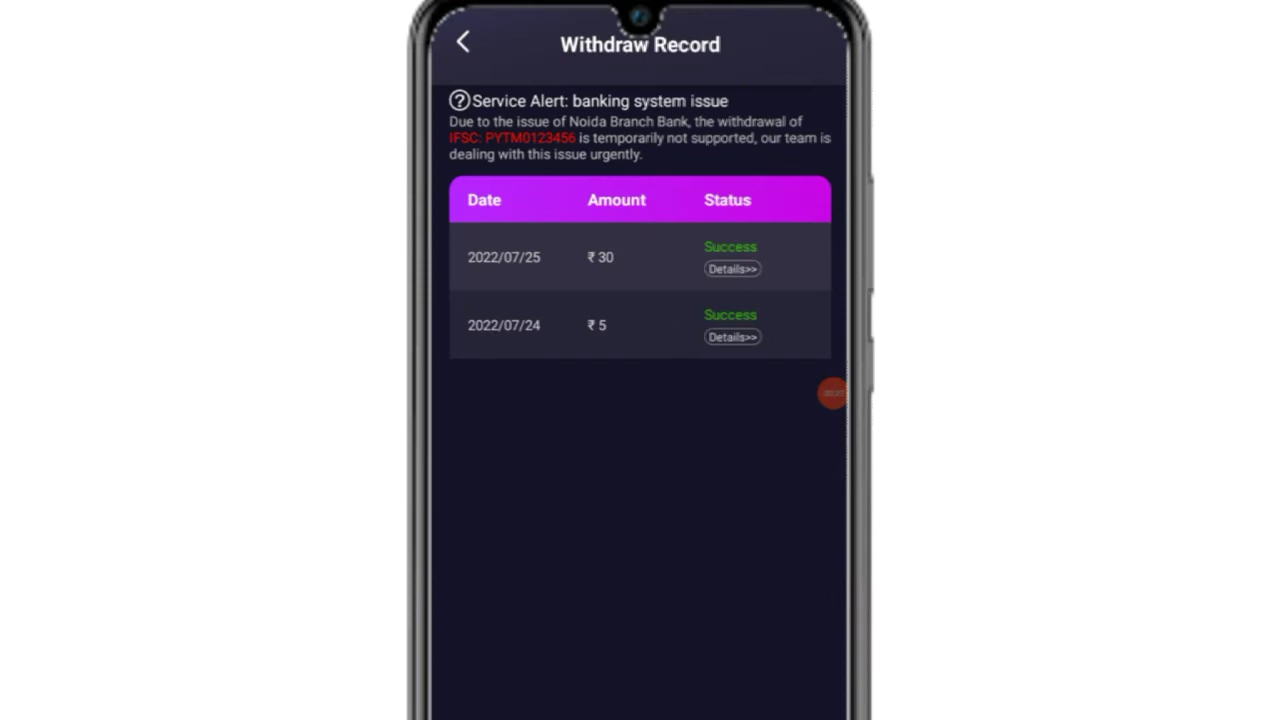 Withdraw Record
Service Alert: banking system issue
Due to the issue of Noida Branch Bank, the withdrawal of
IFSC: PYTM0123456 is temporarily not supported, our team is
dealing with this issue urgently.
Date Amount Status
2022/07/25 ₹ 30 Success
Details>>
2022/07/24 ₹ 5 Success
Details>>